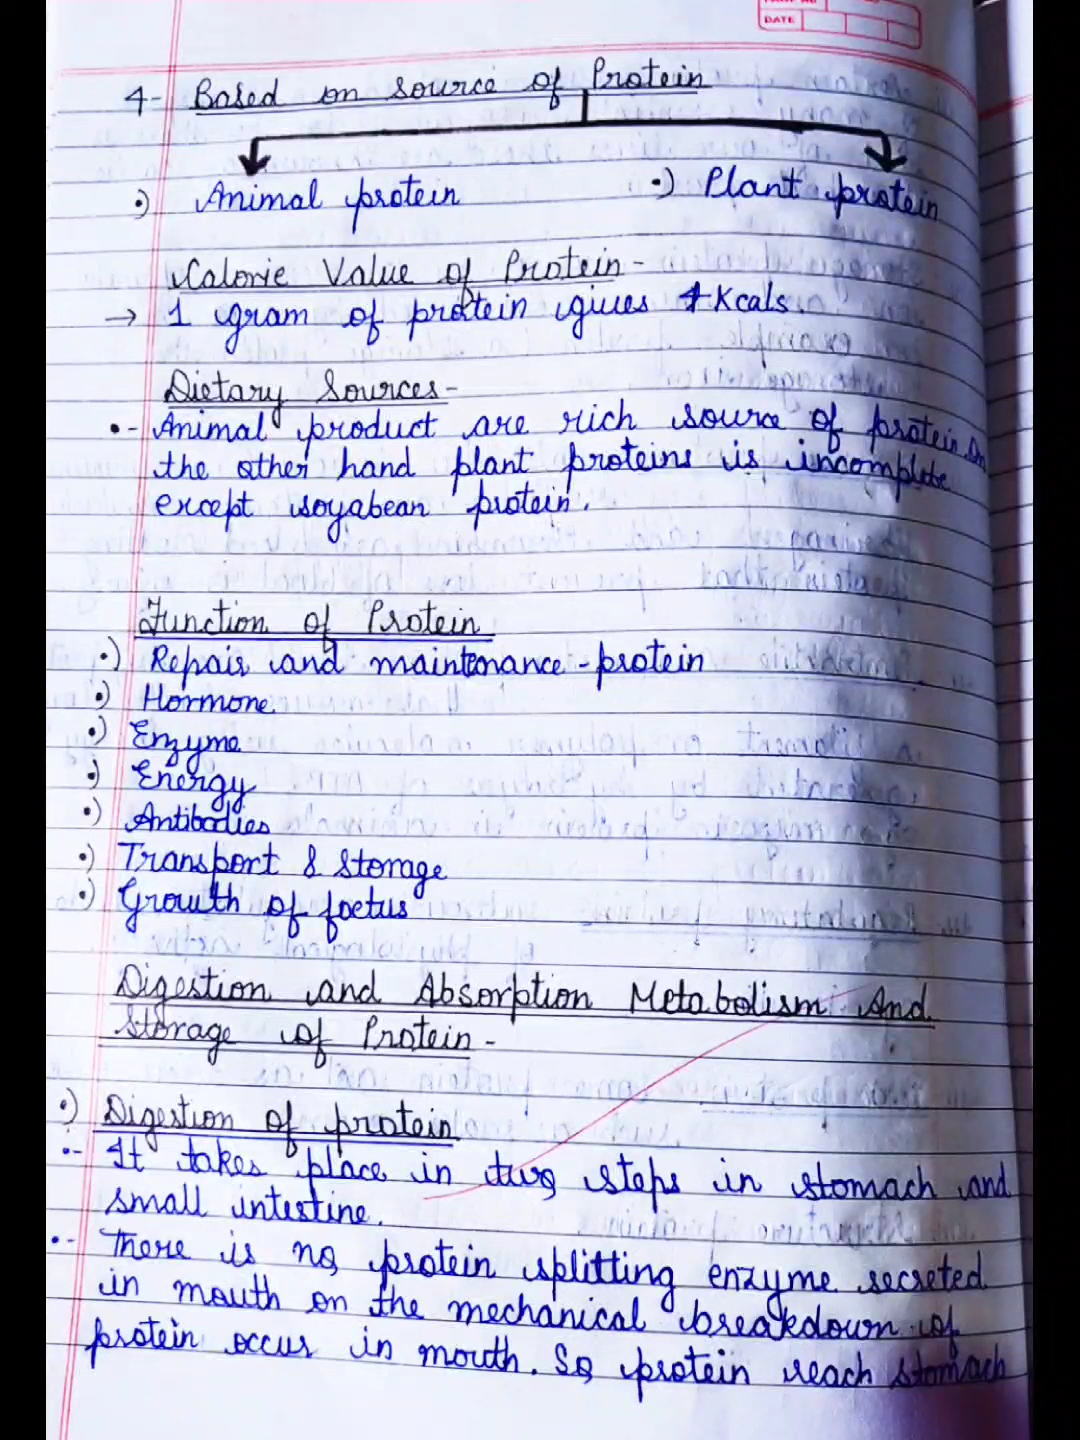 DATE
4- Based on source of Protein
•) Animal protein •) Plant protein
Calorie Value of Protein -
→ 1 gram of protein gives 4 Kcals.
Dietary Sources -
•- Animal product are rich source of protein. On
the other hand plant proteins is incomplete
except soyabean protein.
Function of Protein
•) Repair and maintenance - protein
•) Hormone
•) Enzyme
•) Energy
•) Antibodies
•) Transport & storage
•) Growth of foetus
Digestion and Absorption Metabolism And
Storage of Protein -
•) Digestion of protein
•- It takes place in two steps in stomach and
small intestine.
•- There is no protein splitting enzyme secreted
in mouth on the mechanical breakdown of
protein occur in mouth. So protein reach stomach